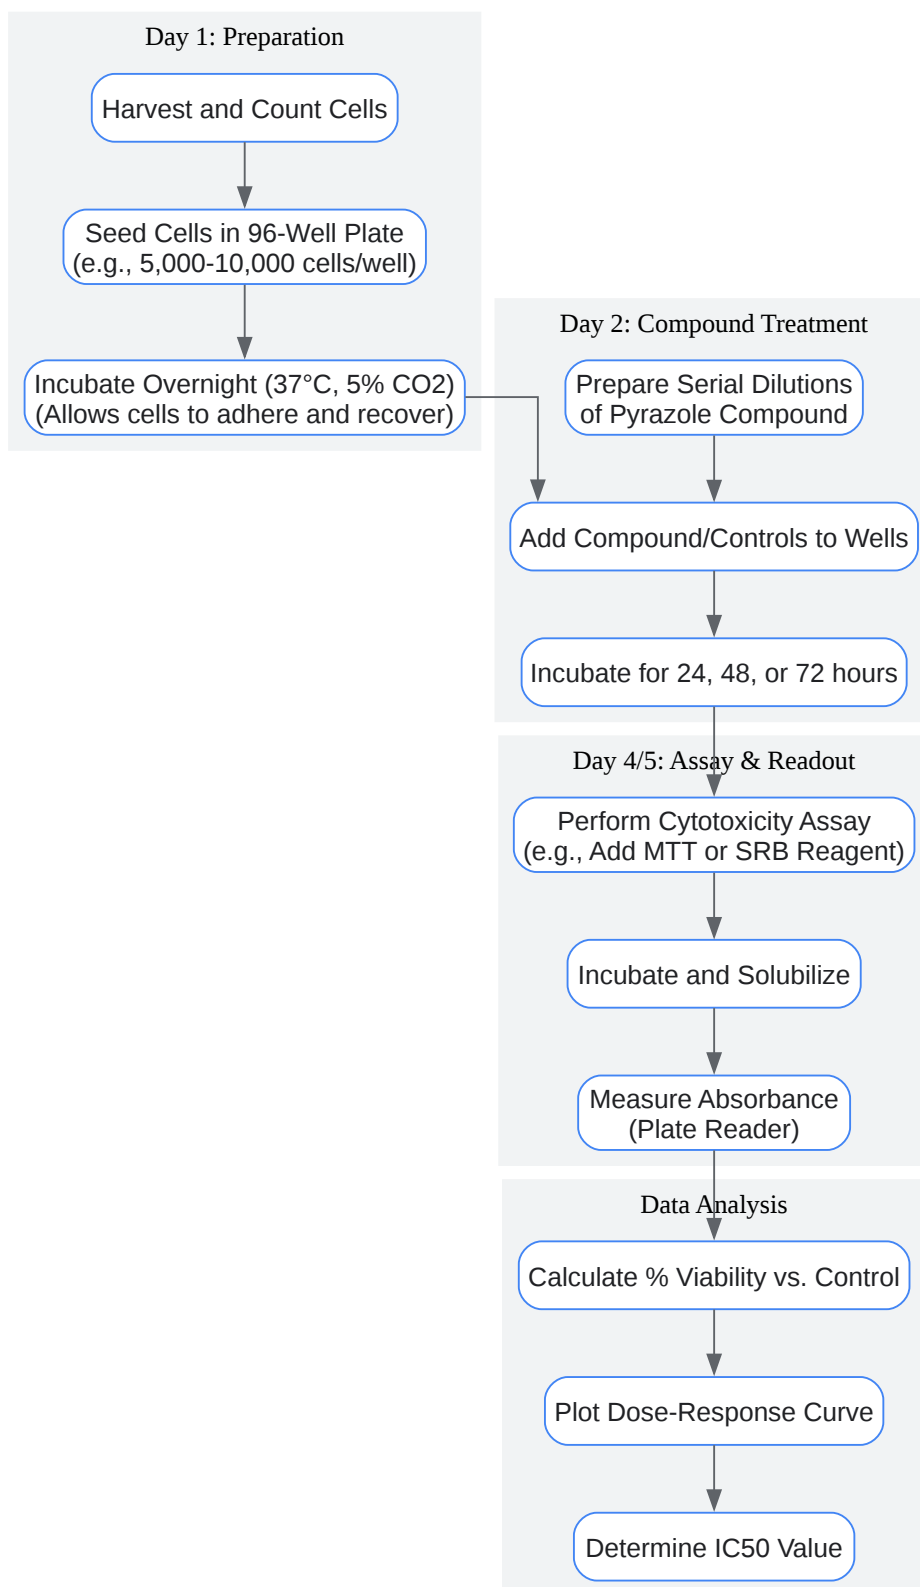 Day 1: Preparation
Harvest and Count Cells
Seed Cells in 96-Well Plate
(e.g., 5,000-10,000 cells/well)
Incubate Overnight (37°C, 5% CO2)
(Allows cells to adhere and recover)
Day 2: Compound Treatment
Prepare Serial Dilutions
of Pyrazole Compound
Add Compound/Controls to Wells
Incubate for 24, 48, or 72 hours
Day 4/5: Assay & Readout
Perform Cytotoxicity Assay
(e.g., Add MTT or SRB Reagent)
Incubate and Solubilize
Measure Absorbance
(Plate Reader)
Data Analysis
Calculate % Viability vs. Control
Plot Dose-Response Curve
Determine IC50 Value